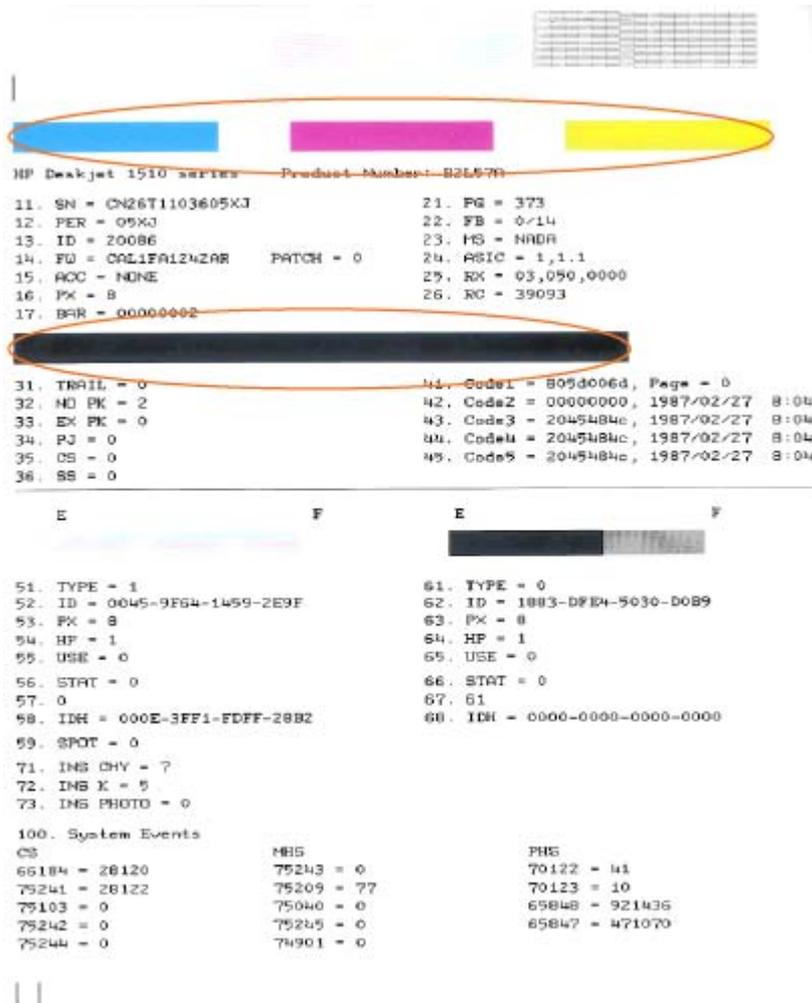 HP Deskjet 1510 series Product Number: B2L57A
11. SN = CN26T1103605XJ 21. PG = 373
12. PER = 05XJ 22. FB = 0/14
13. ID = 20086 23. MS = NADA
14. FW = CAL1FA1242AR PATCH = 0 24. ASIC = 1,1.1
15. ACC = NONE 25. RX = 03,050,0000
16. PX = 8 26. RC = 39093
17. BAR = 00000002
31. TRAIL = 0 41. Code1 = 805d006d, Page = 0
32. NO PK = 2 42. Code2 = 00000000, 1987/02/27 8:04
33. EX PK = 0 43. Code3 = 2045484c, 1987/02/27 8:04
34. PJ = 0 44. Code4 = 2045484c, 1987/02/27 8:04
35. CS = 0 45. Code5 = 2045484c, 1987/02/27 8:04
36. SS = 0
E F E F
51. TYPE = 1 61. TYPE = 0
52. ID = 0045-9F64-1459-2E9F 62. ID = 1883-DFE4-5030-D0B9
53. PX = 8 63. PX = 8
54. HP = 1 64. HP = 1
55. USE = 0 65. USE = 0
56. STAT = 0 66. STAT = 0
57. 0 67. 61
58. IDH = 000E-3FF1-FDFF-28B2 68. IDH = 0000-0000-0000-0000
59. SPOT = 0
71. INS CMY = 7
72. INS K = 5
73. INS PHOTO = 0
100. System Events
CS MHS PHS
66184 = 28120 75243 = 0 70122 = 41
75241 = 28122 75209 = 77 70123 = 10
75103 = 0 75040 = 0 65848 = 921436
75242 = 0 75245 = 0 65847 = 471070
75244 = 0 74901 = 0